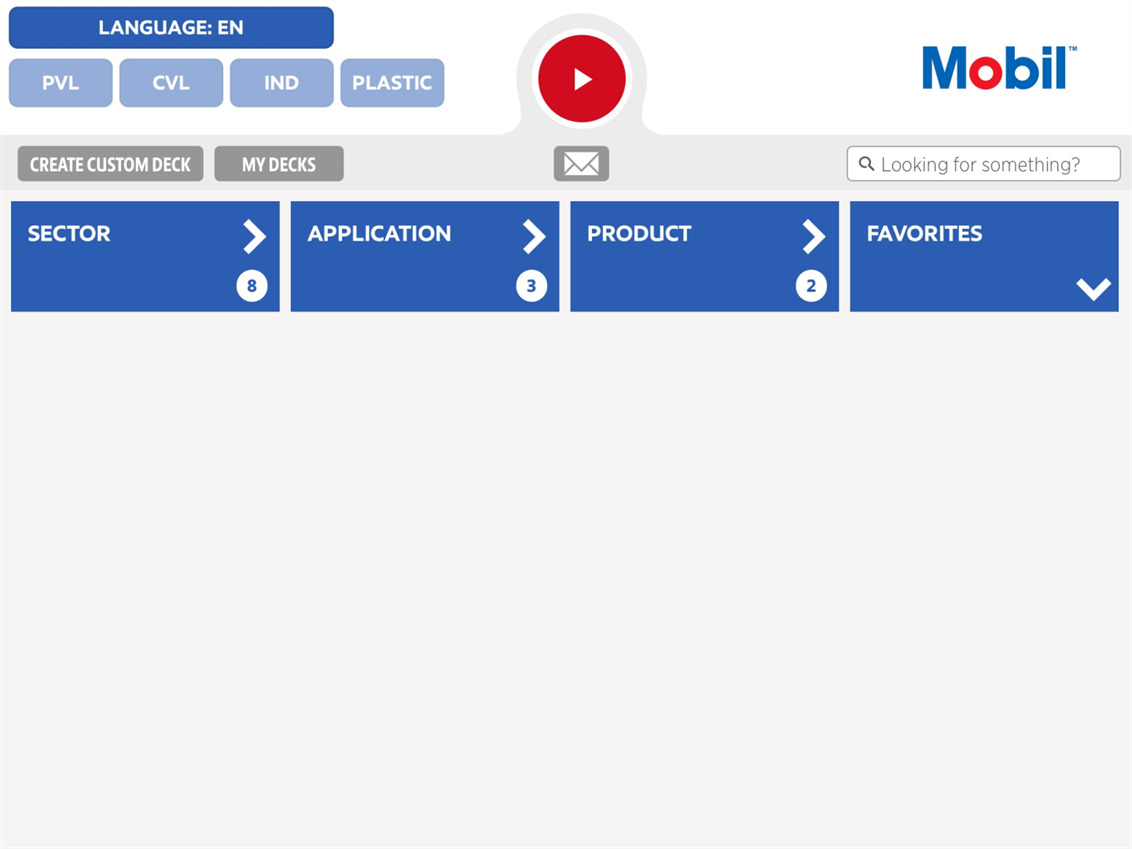 LANGUAGE: EN
PVL CVL IND PLASTIC
Mobil™
CREATE CUSTOM DECK MY DECKS Looking for something?
SECTOR APPLICATION PRODUCT FAVORITES
8 3 2